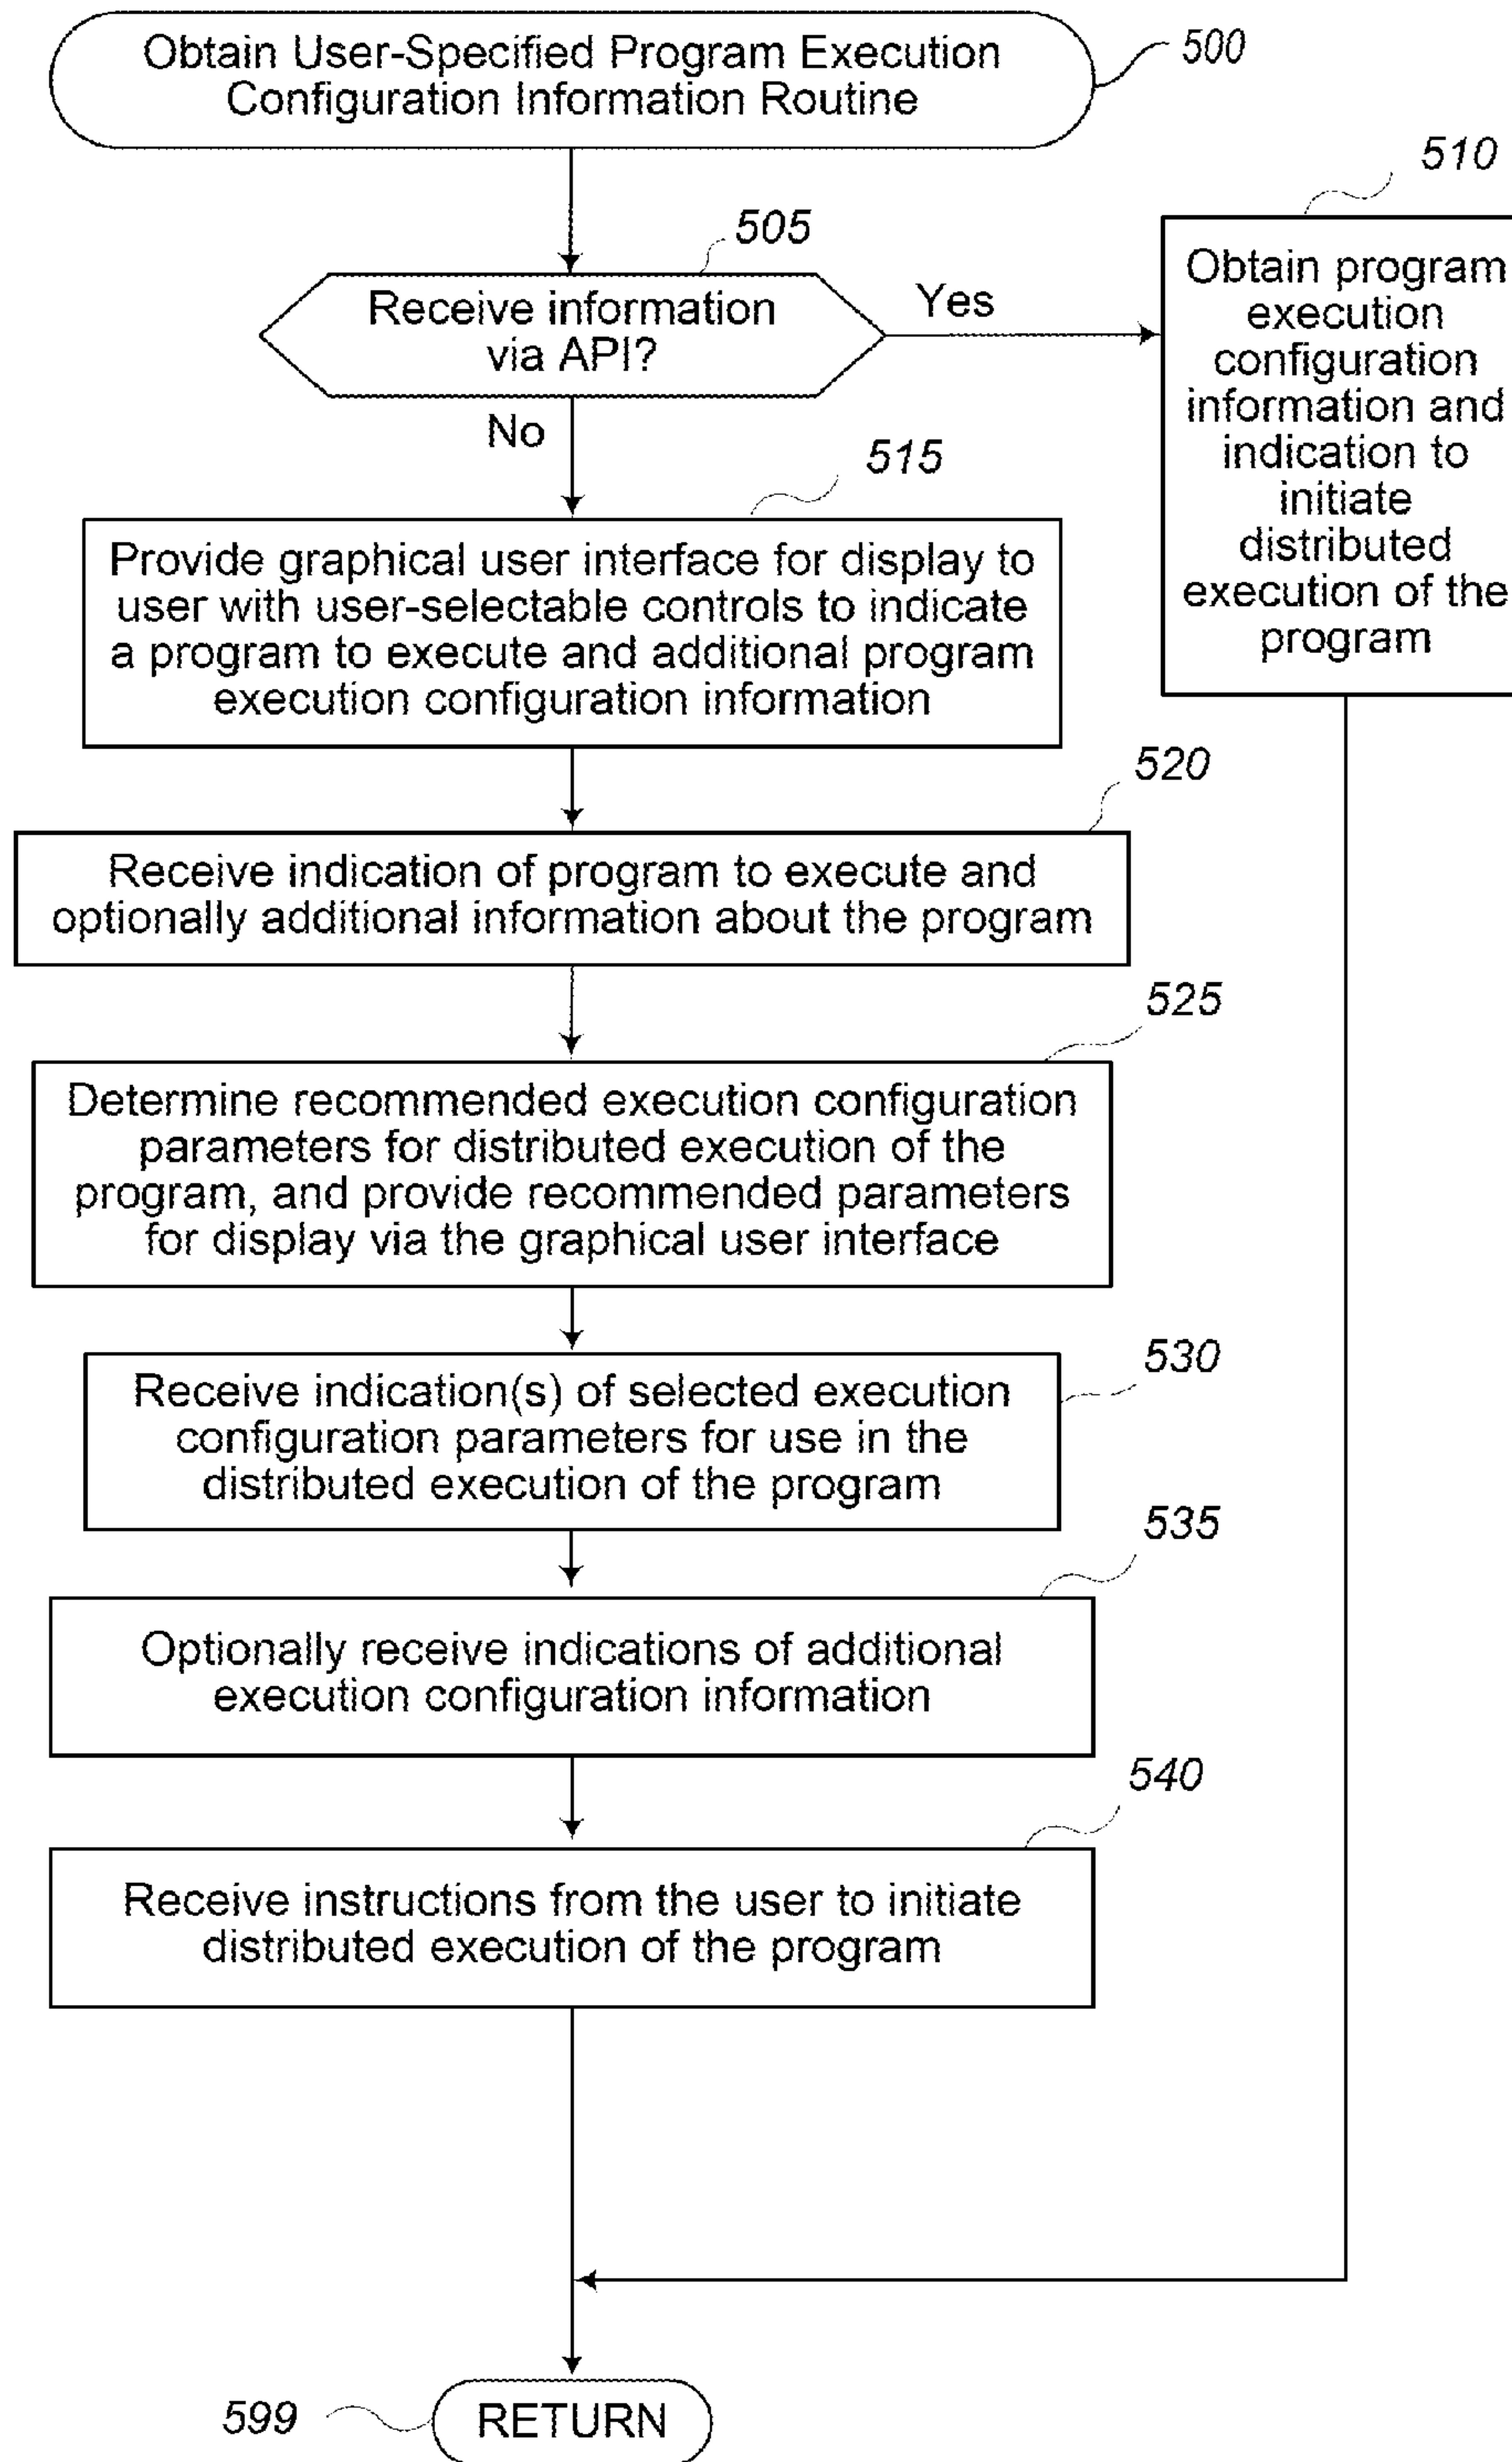 Obtain User-Specified Program Execution
Configuration Information Routine
500
505
Receive information
via API?
Yes
No
510
Obtain program
execution
configuration
information and
indication to
initiate
distributed
execution of the
program
515
Provide graphical user interface for display to
user with user-selectable controls to indicate
a program to execute and additional program
execution configuration information
520
Receive indication of program to execute and
optionally additional information about the program
525
Determine recommended execution configuration
parameters for distributed execution of the
program, and provide recommended parameters
for display via the graphical user interface
530
Receive indication(s) of selected execution
configuration parameters for use in the
distributed execution of the program
535
Optionally receive indications of additional
execution configuration information
540
Receive instructions from the user to initiate
distributed execution of the program
599
RETURN